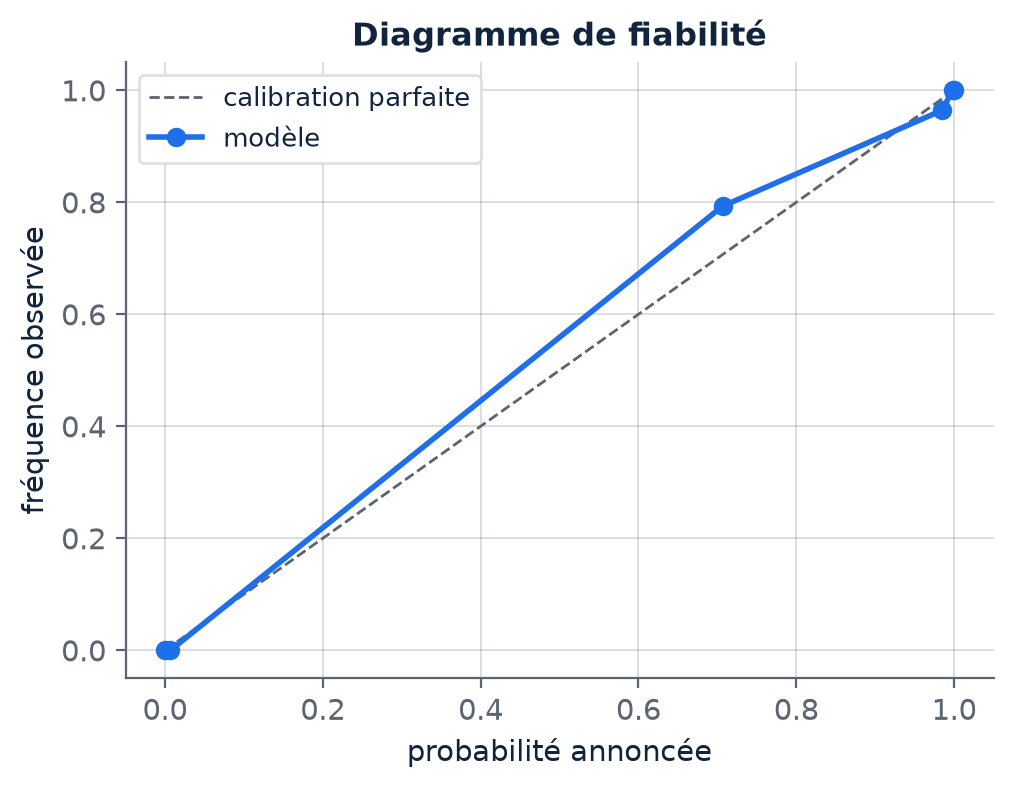 Diagramme de fiabilité
calibration parfaite
modèle
fréquence observée
1.0
0.8
0.6
0.4
0.2
0.0
0.0 0.2 0.4 0.6 0.8 1.0
probabilité annoncée